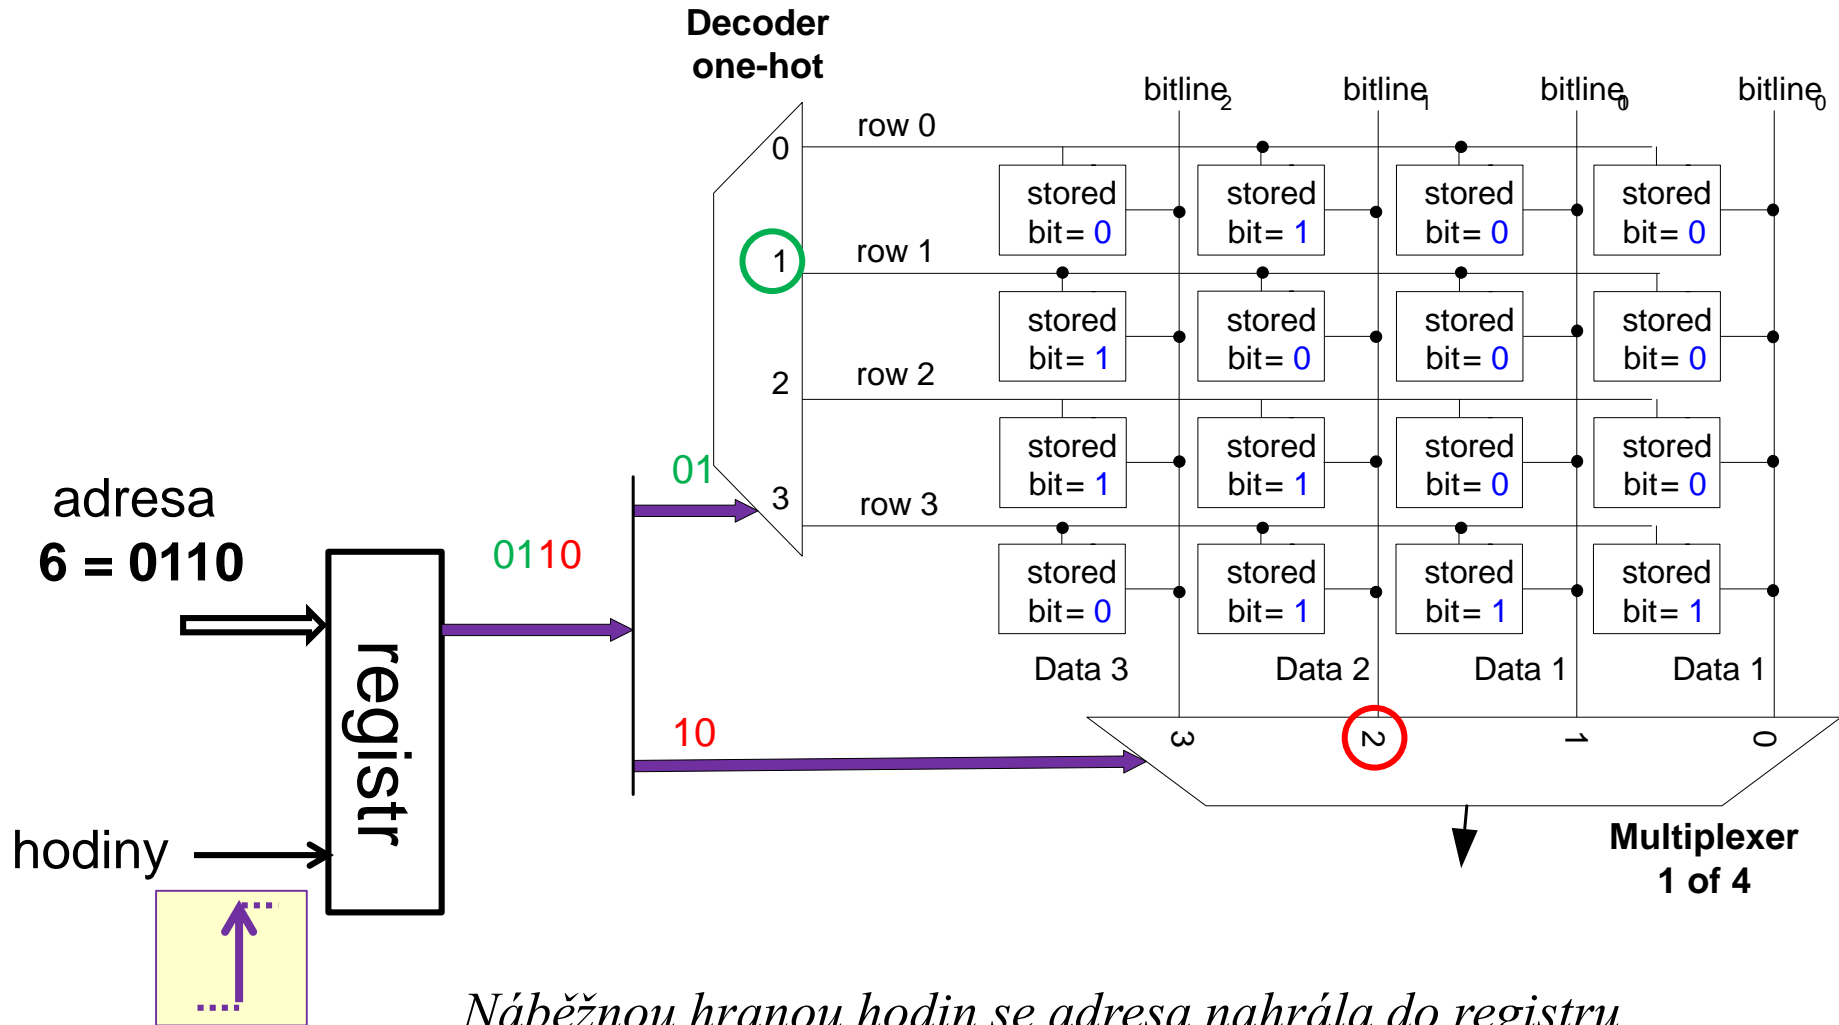 Decoder
one-hot
bitline2 bitline1 bitline0 bitline0
0 row 0
stored bit= 0 stored bit= 1 stored bit= 0 stored bit= 0
1 row 1
stored bit= 1 stored bit= 0 stored bit= 0 stored bit= 0
2 row 2
stored bit= 1 stored bit= 1 stored bit= 0 stored bit= 0
3 row 3
stored bit= 0 stored bit= 1 stored bit= 1 stored bit= 1
Data 3 Data 2 Data 1 Data 1
3 2 1 0
Multiplexer
1 of 4
01
adresa
6 = 0110
0110
registr
10
hodiny
Náběžnou hranou hodin se adresa nahrála do registru